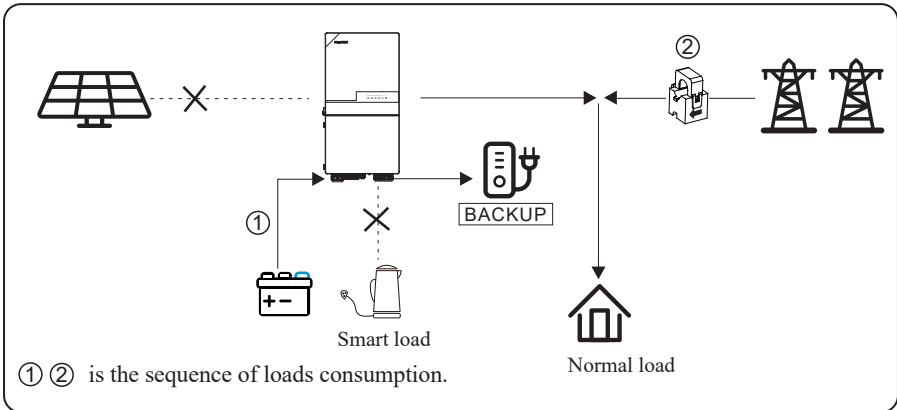 ②
①
BACKUP
+ −
Smart load
Normal load
① ② is the sequence of loads consumption.